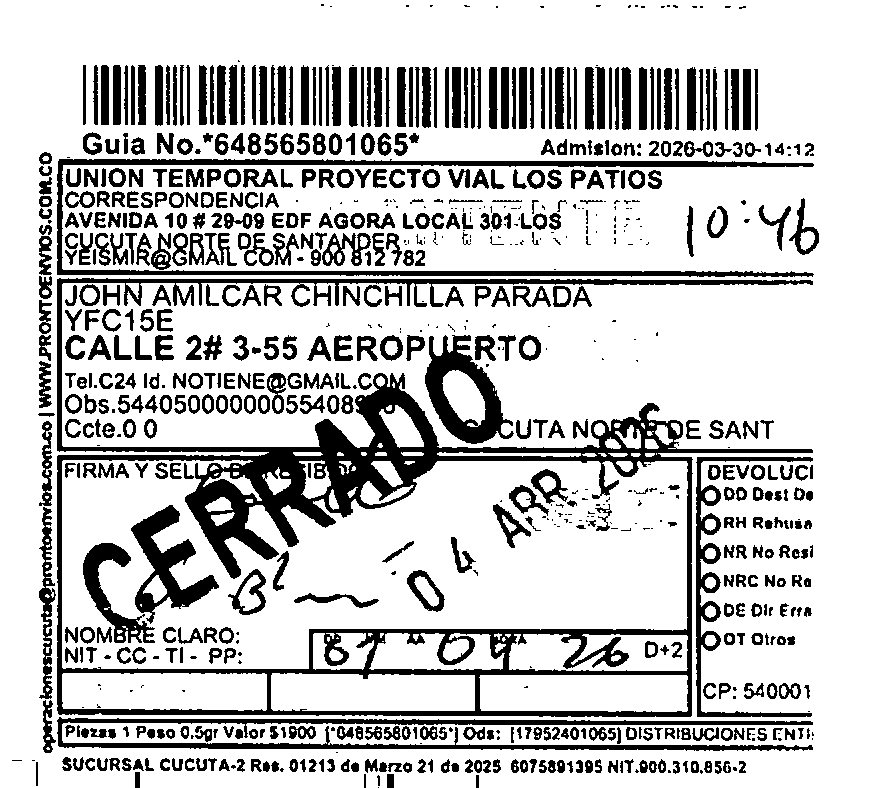 Guia No.*648565801065*
Admision: 2026-03-30-14:12
UNION TEMPORAL PROYECTO VIAL LOS PATIOS
CORRESPONDENCIA
AVENIDA 10 # 29-09 EDF AGORA LOCAL 301 LOS
CUCUTA NORTE DE SANTANDER
YEISMIR@GMAIL COM - 900 812 782
10:46
JOHN AMILCAR CHINCHILLA PARADA
YFC15E
CALLE 2# 3-55 AEROPUERTO
Tel.C24 Id. NOTIENE@GMAIL.COM
Ccte.0 0
CUCUTA NORTE DE SANT
CERRADO
FIRMA Y SELLO DE RECIBIDO
04 ABR 2026
NOMBRE CLARO:
NIT - CC - TI - PP:
04 26
D+2
DEVOLUCI
DD Dest De
RH Rehusa
NR No Resi
NRC No Re
DE Dir Erra
OT Otros
CP: 540001
Piezas 1 Peso 0.5gr Valor $1900 [*648565801065*] Ods: [17952401065] DISTRIBUCIONES ENTI
SUCURSAL CUCUTA-2 Res. 01213 de Marzo 21 de 2025 6075891395 NIT.900.310.856-2
operacionescucuta@prontoenvios.com.co | WWW.PRONTOENVIOS.COM.CO